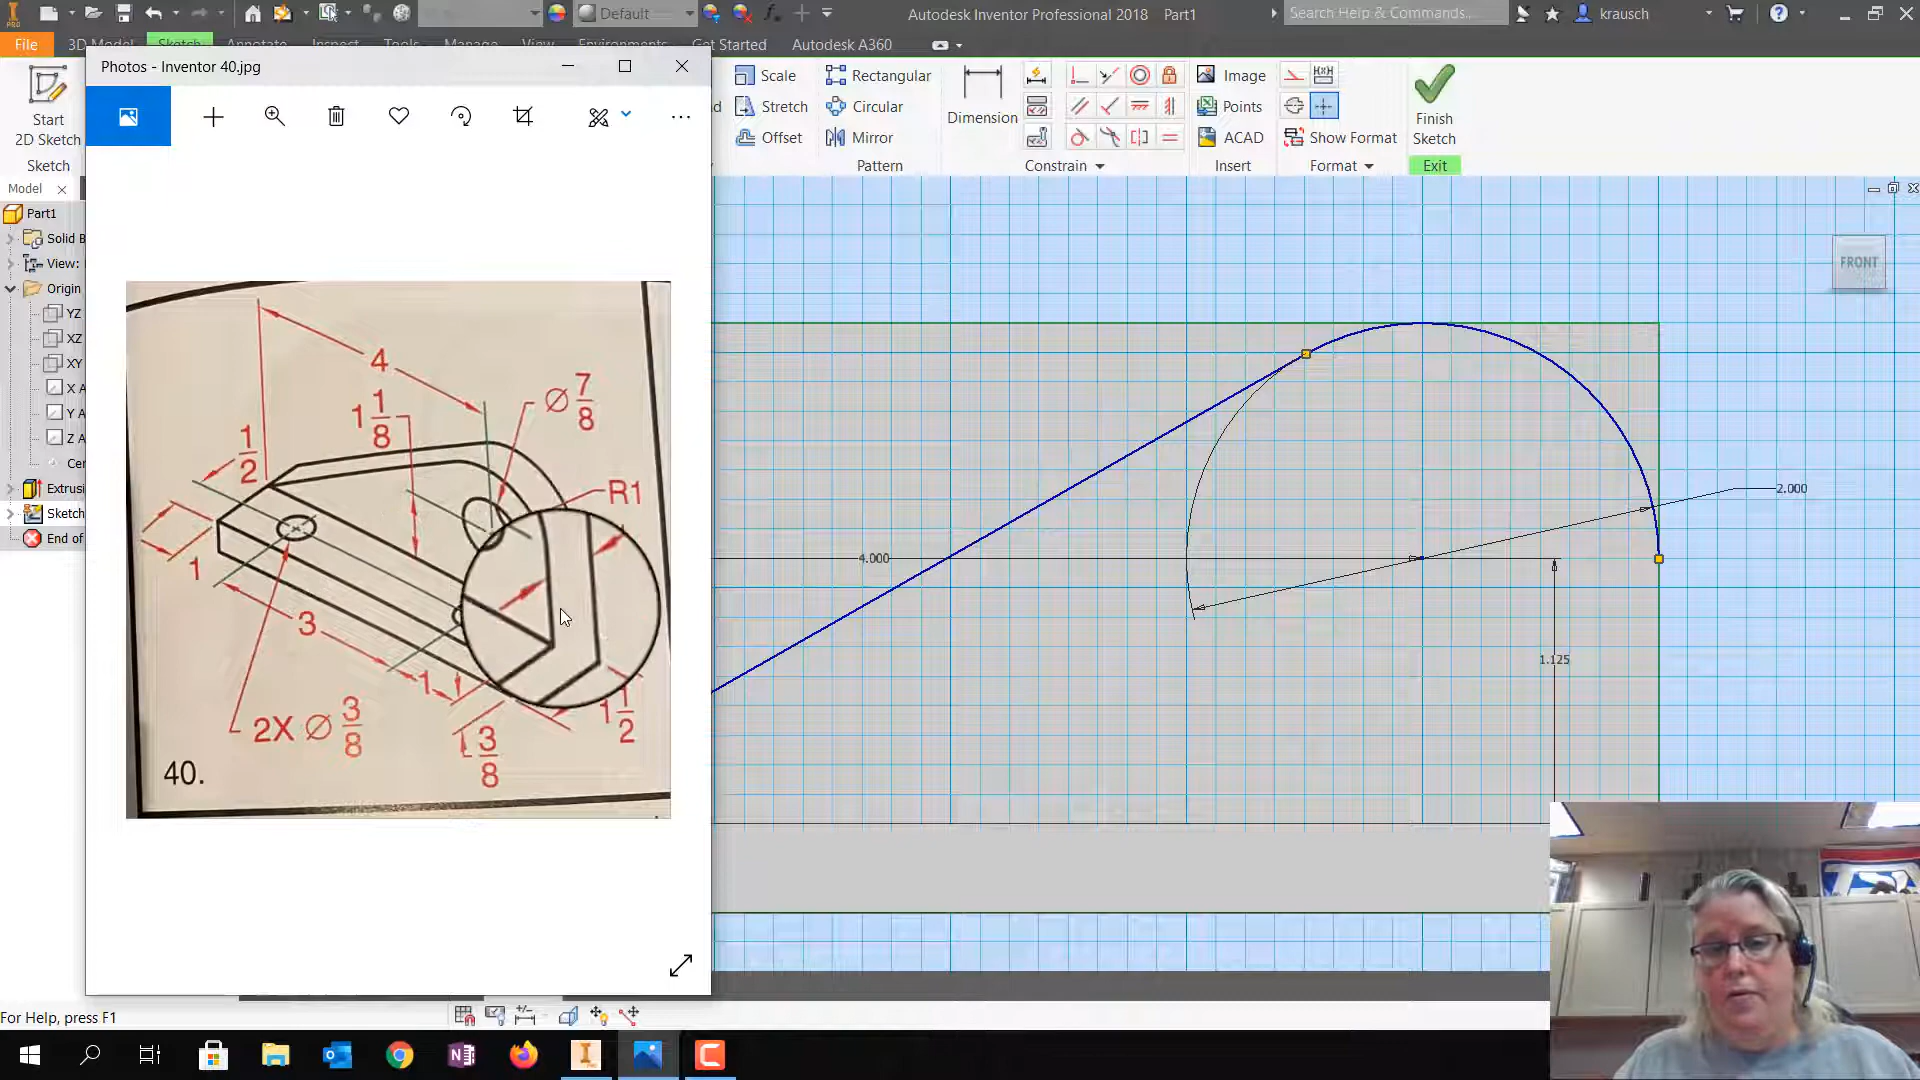 PRO
Default
Autodesk Inventor Professional 2018 Part1
Search Help & Commands...
krausch
File
3D Model
Sketch
Annotate
Inspect
Tools
Manage
View
Environments
Get Started
Autodesk A360
Photos - Inventor 40.jpg
Start
2D Sketch
Sketch
Scale
Stretch
Offset
Rectangular
Circular
Mirror
Pattern
Dimension
Constrain
Image
Points
ACAD
Insert
Show Format
Format
Finish
Sketch
Exit
Model
Part1
Solid B
View:
Origin
YZ
XZ
XY
X A
Y A
Z A
Cer
Extrusi
Sketch
End of
4
1 1/8
Ø 7/8
1/2
R1
1
3
1
2X Ø 3/8
3/8
1 1/2
40.
FRONT
2.000
4.000
1.125
For Help, press F1